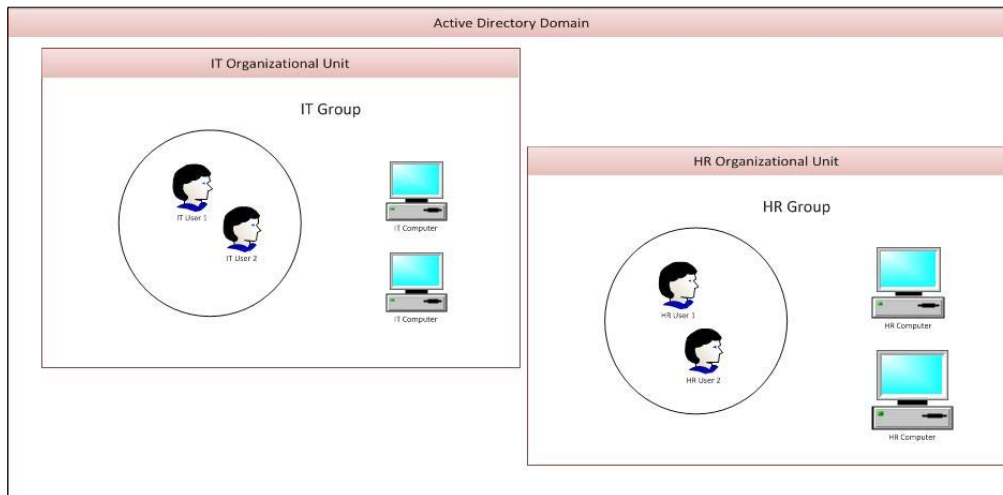 Active Directory Domain
IT Organizational Unit
IT Group
IT User 1
IT User 2
IT Computer
IT Computer
HR Organizational Unit
HR Group
HR User 1
HR User 2
HR Computer
HR Computer